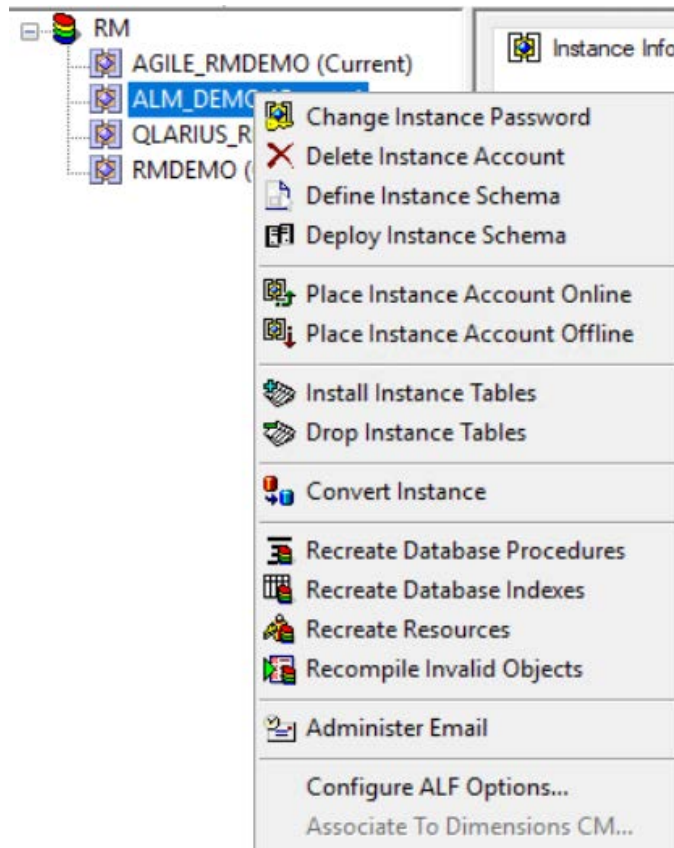 RM
AGILE_RMDEMO (Current)
Instance Info
ALM_DEMO
QLARIUS_R
RMDEMO (
Change Instance Password
Delete Instance Account
Define Instance Schema
Deploy Instance Schema
Place Instance Account Online
Place Instance Account Offline
Install Instance Tables
Drop Instance Tables
Convert Instance
Recreate Database Procedures
Recreate Database Indexes
Recreate Resources
Recompile Invalid Objects
Administer Email
Configure ALF Options...
Associate To Dimensions CM...